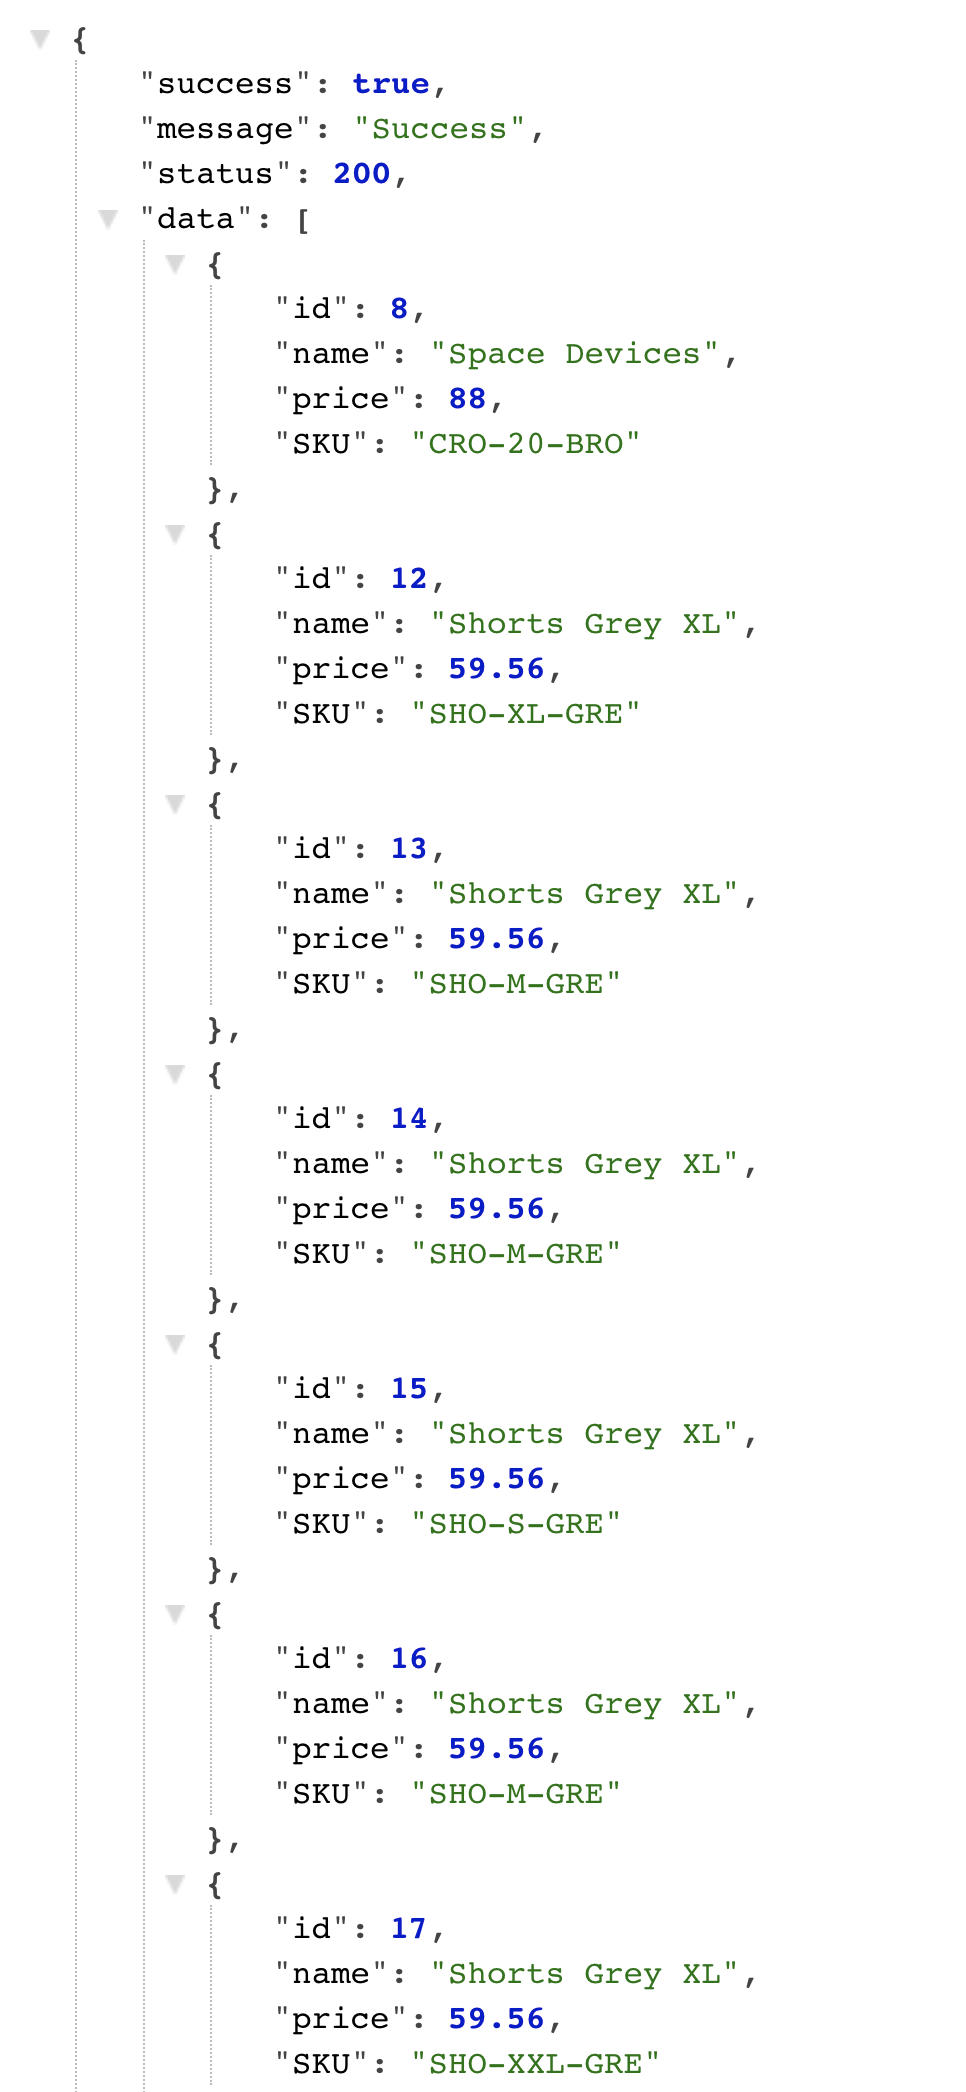 {
"success": true,
"message": "Success",
"status": 200,
"data": [
{
"id": 8,
"name": "Space Devices",
"price": 88,
"SKU": "CRO-20-BRO"
},
{
"id": 12,
"name": "Shorts Grey XL",
"price": 59.56,
"SKU": "SHO-XL-GRE"
},
{
"id": 13,
"name": "Shorts Grey XL",
"price": 59.56,
"SKU": "SHO-M-GRE"
},
{
"id": 14,
"name": "Shorts Grey XL",
"price": 59.56,
"SKU": "SHO-M-GRE"
},
{
"id": 15,
"name": "Shorts Grey XL",
"price": 59.56,
"SKU": "SHO-S-GRE"
},
{
"id": 16,
"name": "Shorts Grey XL",
"price": 59.56,
"SKU": "SHO-M-GRE"
},
{
"id": 17,
"name": "Shorts Grey XL",
"price": 59.56,
"SKU": "SHO-XXL-GRE"